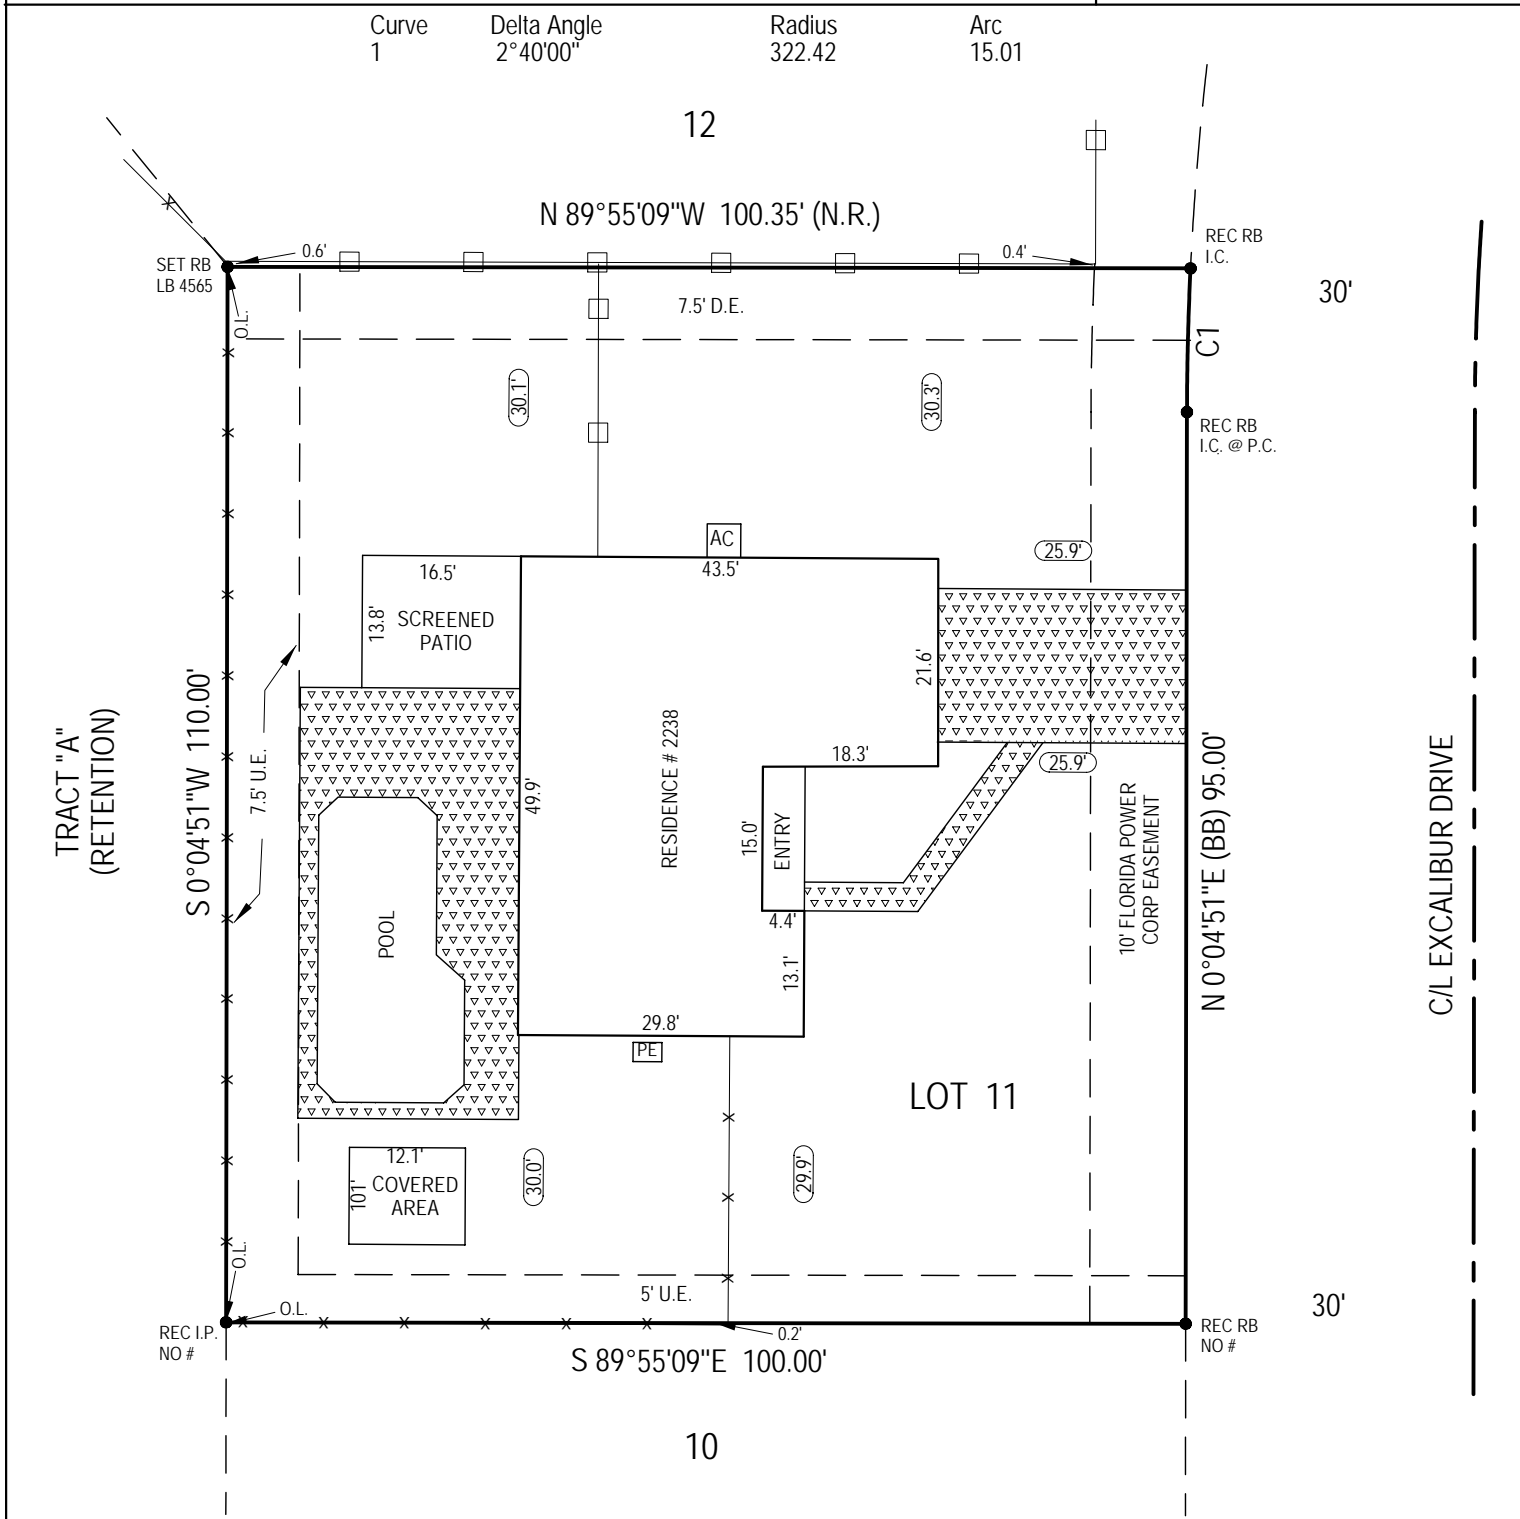 Curve Delta Angle Radius Arc
1 2°40'00" 322.42 15.01
12
N 89°55'09"W 100.35' (N.R.)
REC RB
I.C.
0.6'
0.4'
SET RB
LB 4565
30'
7.5' D.E.
O.L.
C1
30.1'
30.3'
REC RB
I.C. @ P.C.
AC
43.5'
25.9'
16.5'
13.8'
SCREENED
PATIO
21.6'
TRACT "A"
(RETENTION)
S 0°04'51"W 110.00'
7.5' U.E.
49.9'
RESIDENCE # 2238
18.3'
25.9'
15.0'
ENTRY
10' FLORIDA POWER
CORP EASEMENT
N 0°04'51"E (BB) 95.00'
C/L EXCALIBUR DRIVE
POOL
4.4'
13.1'
29.8'
PE
LOT 11
12.1'
101'
COVERED
AREA
30.0'
29.9'
O.L.
5' U.E.
O.L.
30'
REC I.P.
NO #
0.2'
REC RB
NO #
S 89°55'09"E 100.00'
10